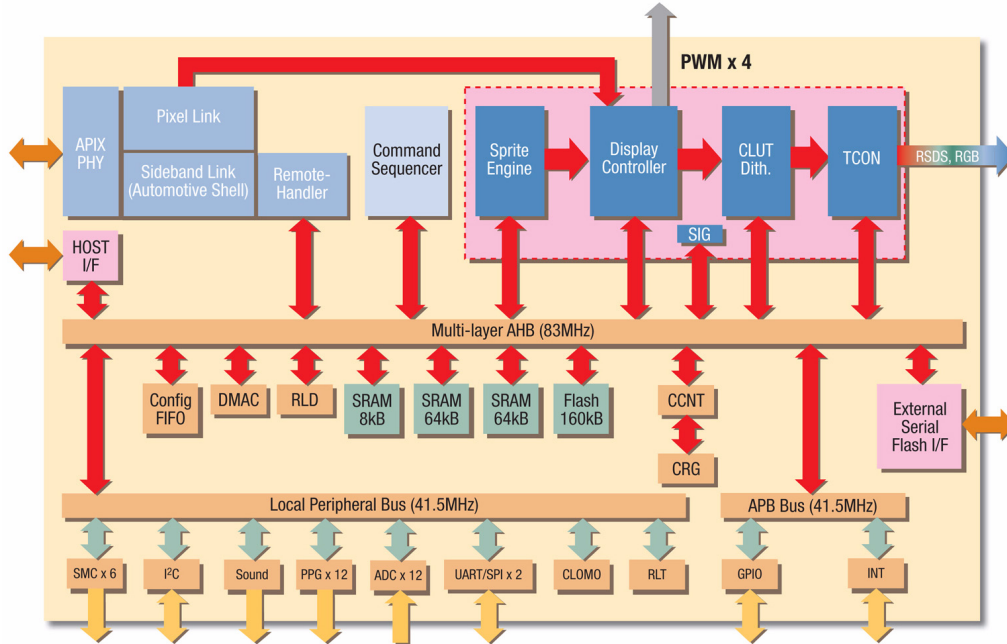 PWM x 4
APIX
PHY
Pixel Link
Sideband Link
(Automotive Shell)
Remote-
Handler
Command
Sequencer
Sprite
Engine
Display
Controller
CLUT
Dith.
TCON
RSDS, RGB
SIG
HOST
I/F
Multi-layer AHB (83MHz)
Config
FIFO
DMAC
RLD
SRAM
8kB
SRAM
64kB
SRAM
64kB
Flash
160kB
CCNT
CRG
External
Serial
Flash I/F
Local Peripheral Bus (41.5MHz)
APB Bus (41.5MHz)
SMC x 6
I²C
Sound
PPG x 12
ADC x 12
UART/SPI x 2
CLOMO
RLT
GPIO
INT